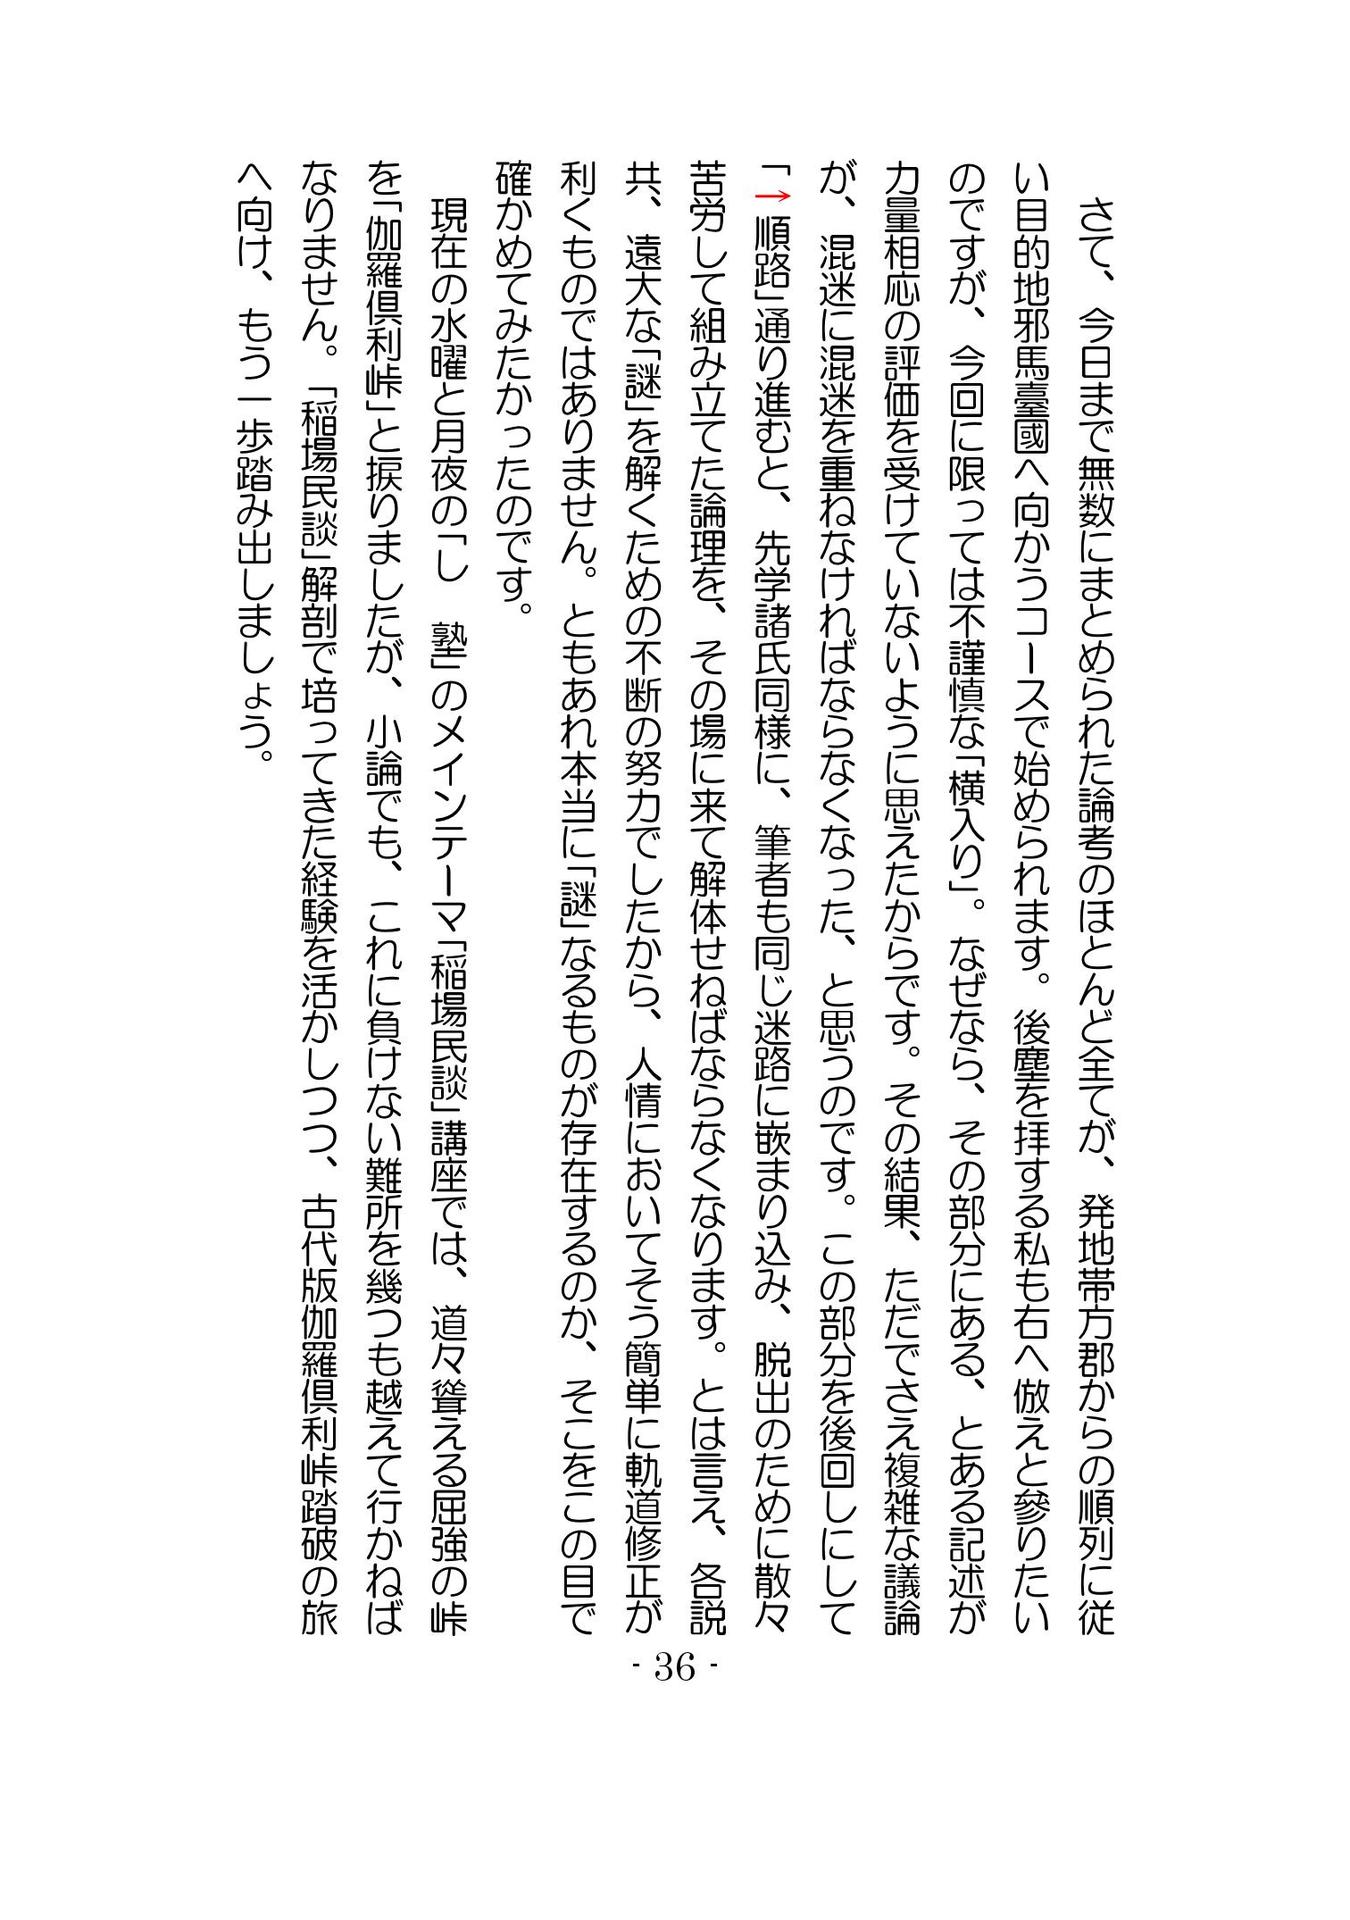 さて、今日まで無数にまとめられた論考のほとんど全てが、発地帯方郡からの順列に従
い目的地邪馬臺國へ向かうコースで始められます。後塵を拝する私も右へ倣えと參りたい
のですが、今回に限っては不謹慎な「横入り」。なぜなら、その部分にある、とある記述が
力量相応の評価を受けていないように思えたからです。その結果、ただでさえ複雑な議論
が、混迷に混迷を重ねなければならなくなった、と思うのです。この部分を後回しにして
「→順路」通り進むと、先学諸氏同様に、筆者も同じ迷路に嵌まり込み、脱出のために散々
苦労して組み立てた論理を、その場に来て解体せねばならなくなります。とは言え、各説
共、遠大な「謎」を解くための不断の努力でしたから、人情においてそう簡単に軌道修正が
利くものではありません。ともあれ本当に「謎」なるものが存在するのか、そこをこの目で
確かめてみたかったのです。
現在の水曜と月夜の「し　塾」のメインテーマ「稲場民談」講座では、道々聳える屈強の峠
を「伽羅倶利峠」と捩りましたが、小論でも、これに負けない難所を幾つも越えて行かねば
なりません。「稲場民談」解剖で培ってきた経験を活かしつつ、古代版伽羅倶利峠踏破の旅
へ向け、もう一歩踏み出しましょう。
- 36 -